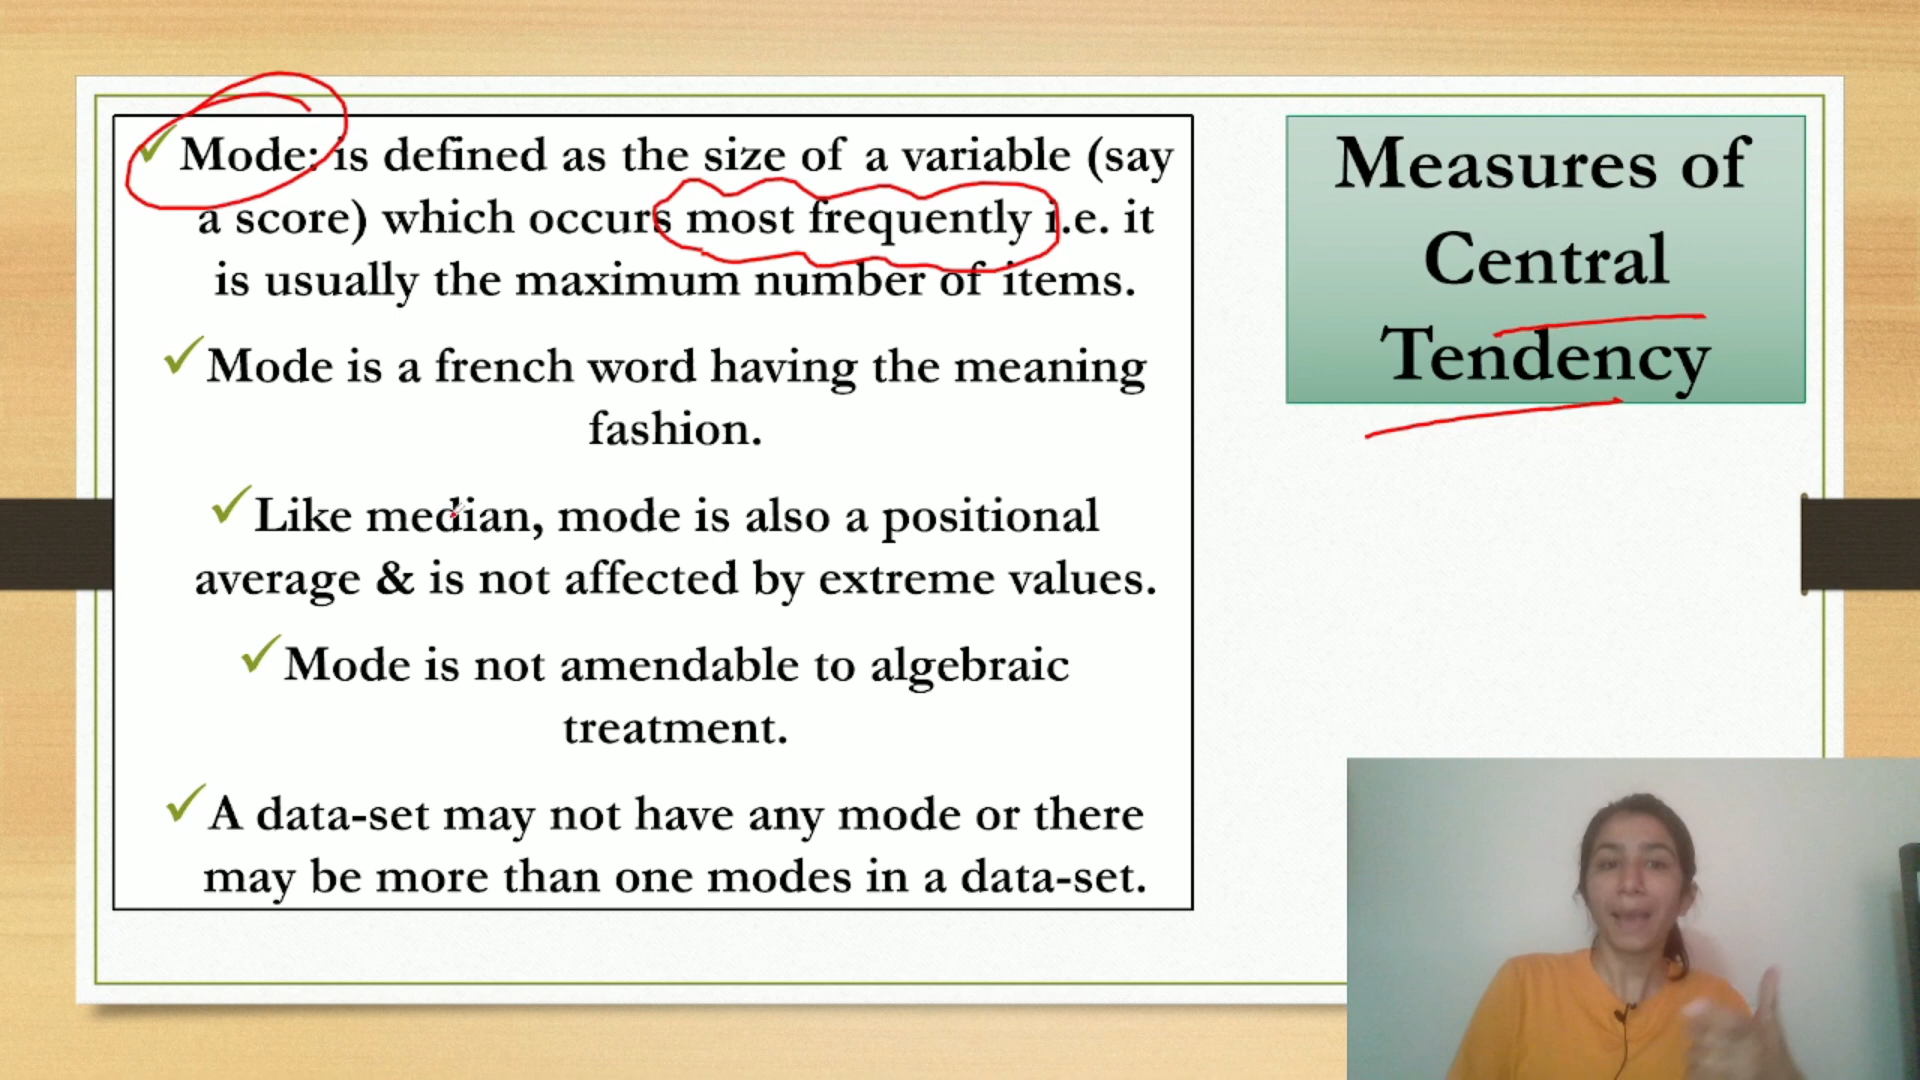 Mode: is defined as the size of a variable (say
a score) which occurs most frequently i.e. it
is usually the maximum number of items.
Mode is a french word having the meaning
fashion.
Like median, mode is also a positional
average & is not affected by extreme values.
Mode is not amendable to algebraic
treatment.
A data-set may not have any mode or there
may be more than one modes in a data-set.
Measures of
Central
Tendency